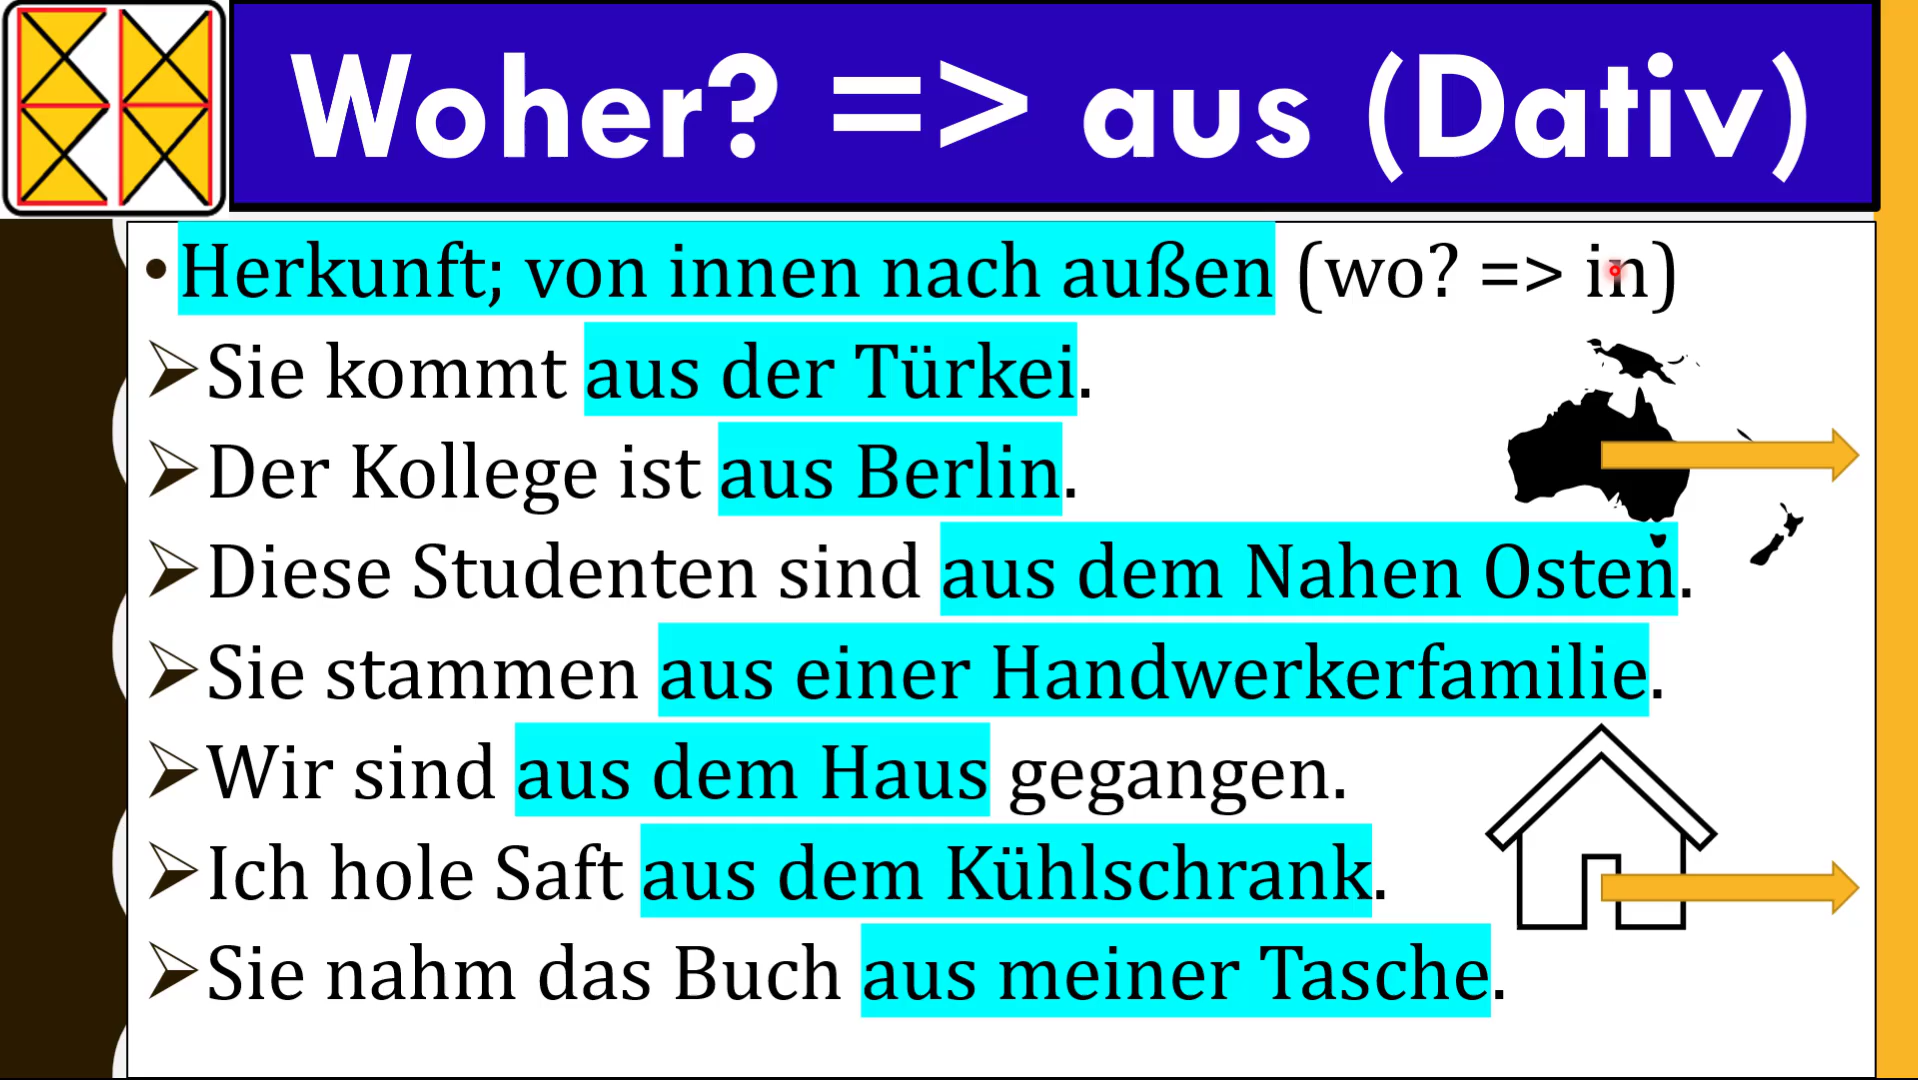 Woher? => aus (Dativ)
•Herkunft; von innen nach außen (wo? => in)
➢Sie kommt aus der Türkei.
➢Der Kollege ist aus Berlin.
➢Diese Studenten sind aus dem Nahen Osten.
➢Sie stammen aus einer Handwerkerfamilie.
➢Wir sind aus dem Haus gegangen.
➢Ich hole Saft aus dem Kühlschrank.
➢Sie nahm das Buch aus meiner Tasche.